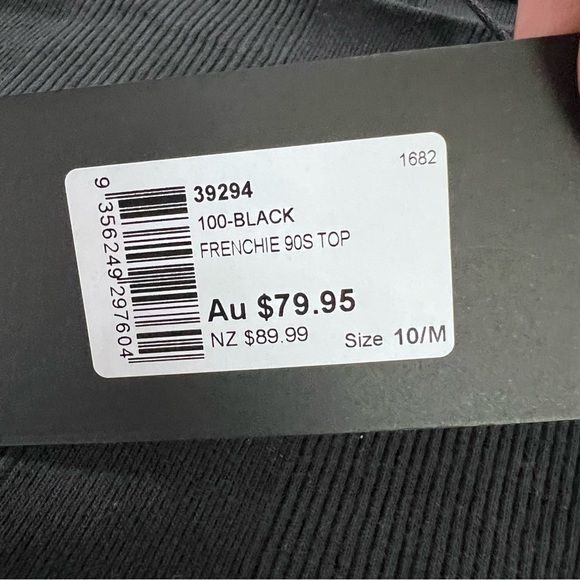 1682
39294
100-BLACK
FRENCHIE 90S TOP
Au $79.95
NZ $89.99
Size 10/M
9 356249 297604